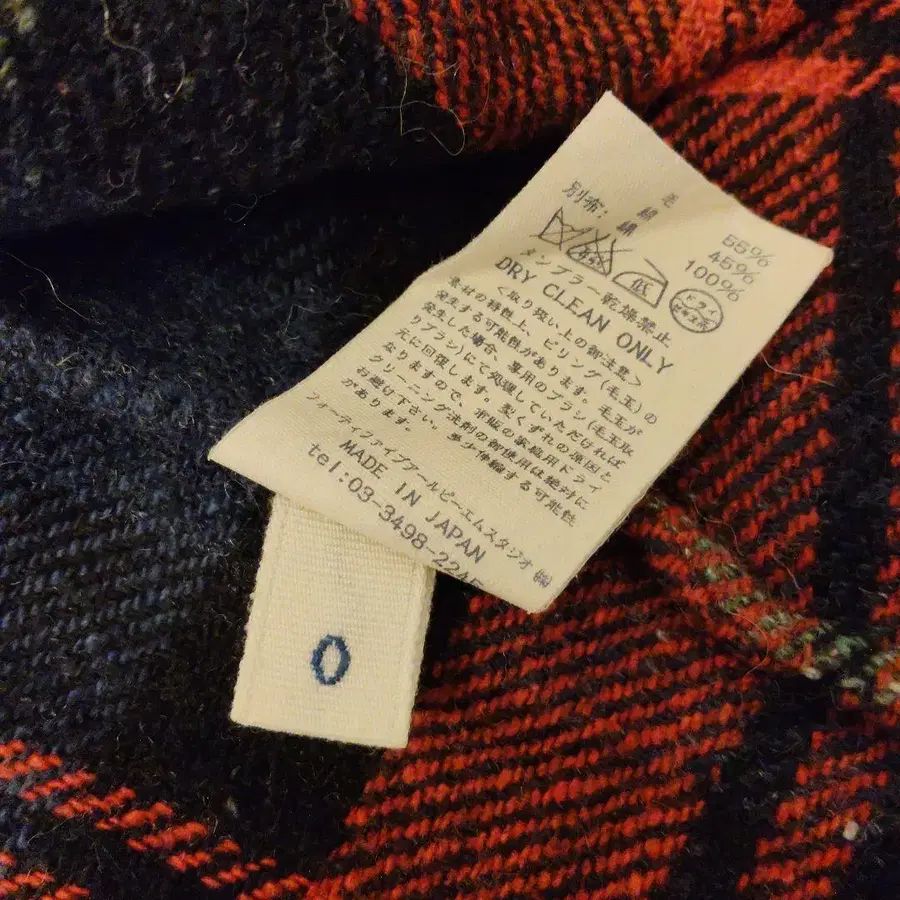 毛 55%
絹 45%
別布: 絹 100%
低 ドライ
タンブラー乾燥禁止
DRY CLEAN ONLY
<取り扱い上の御注意>
素材の特性上、ピリング(毛玉)の
発生する可能性があります。毛玉が
発生した場合、専用のブラシ(毛玉取
りブラシ)にて処理していただければ
元に回復します。型くずれの原因と
なりますので、市販の家庭用ドライ
クリーニング洗剤の御使用は絶対に
お避け下さい。多少伸縮する可能性
があります。
フォーティファイブアールピーエムスタジオ㈱
MADE IN JAPAN
tel:03-3498-2245
0